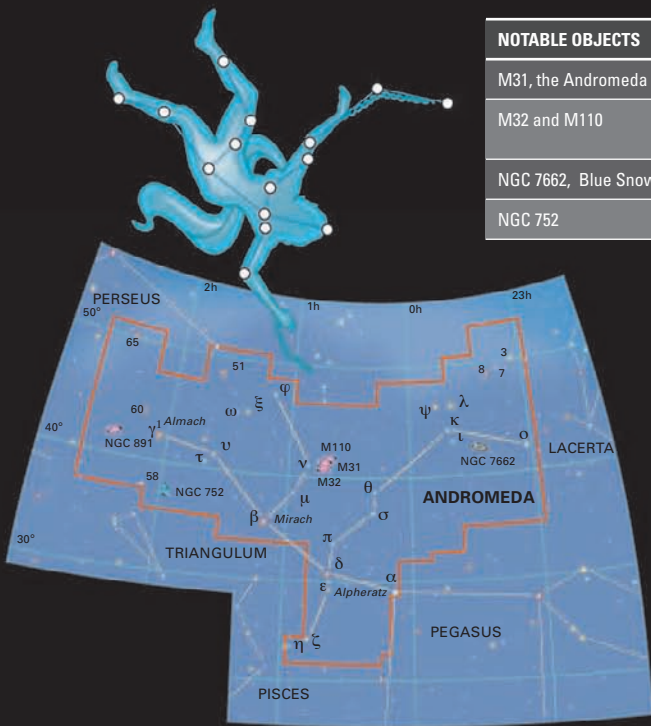 NOTABLE OBJECTS
M31, the Andromeda
M32 and M110
NGC 7662, Blue Snow
NGC 752
PERSEUS
2h
1h
0h
23h
50°
65
51
3
8
7
φ
60
ω
ξ
ψ
λ
γ¹
Almach
κ
ι
ο
40°
NGC 891
υ
τ
ν
M110
M31
M32
NGC 7662
LACERTA
58
NGC 752
μ
θ
ANDROMEDA
β
Mirach
σ
30°
TRIANGULUM
π
δ
α
ε
Alpheratz
PEGASUS
η
ζ
PISCES